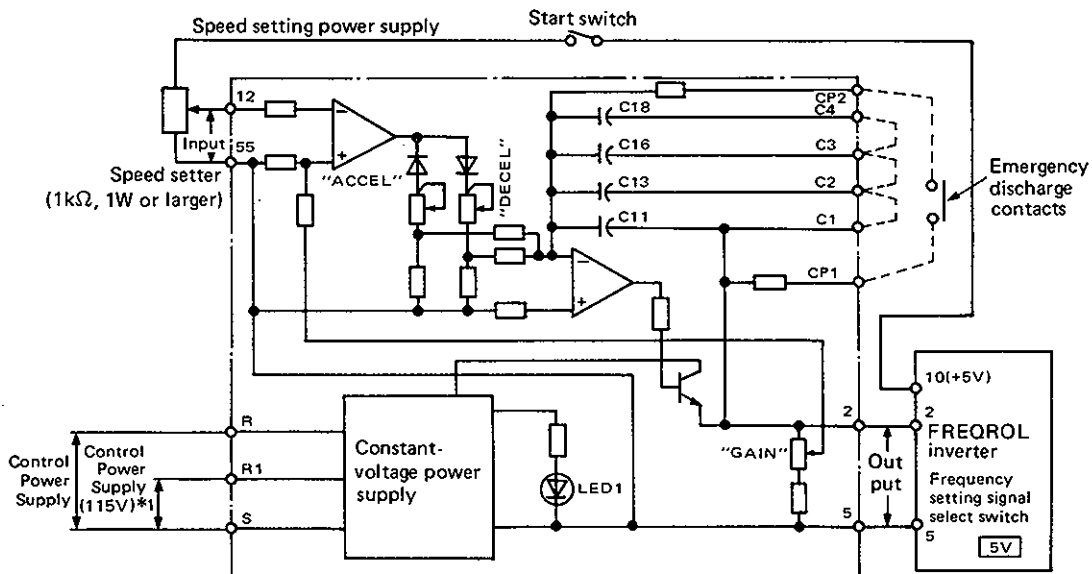 Speed setting power supply
Start switch
12
Input
55
Speed setter
(1kΩ, 1W or larger)
"ACCEL"
"DECEL"
C18
C16
C13
C11
CP2
C4
C3
C2
C1
CP1
Emergency
discharge
contacts
Control
Power
Supply
Control
Power
Supply
(115V)*1
R
R1
S
Constant-
voltage power
supply
LED1
"GAIN"
2
5
Out
put
10(+5V)
2
FREQROL
inverter
Frequency
setting signal
select switch
5
5V